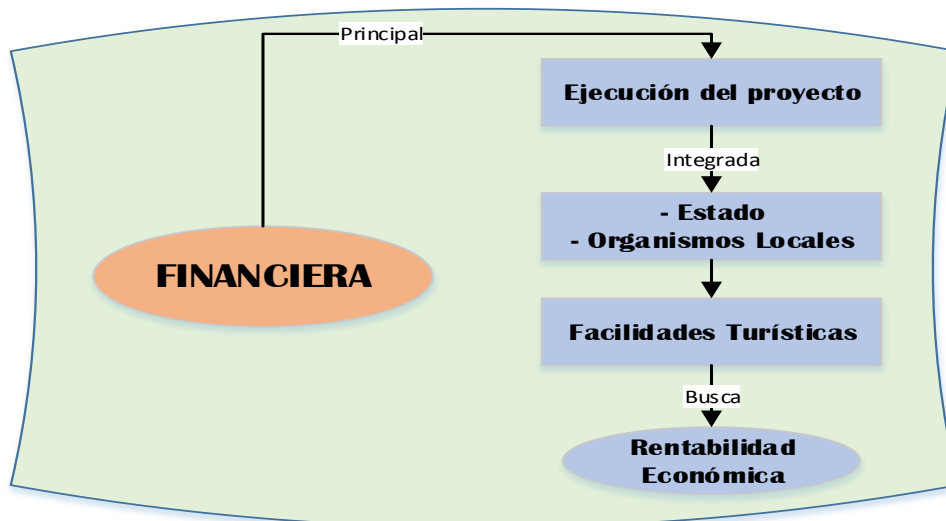 Principal
Ejecución del proyecto
Integrada
- Estado
- Organismos Locales
FINANCIERA
Facilidades Turísticas
Busca
Rentabilidad
Económica